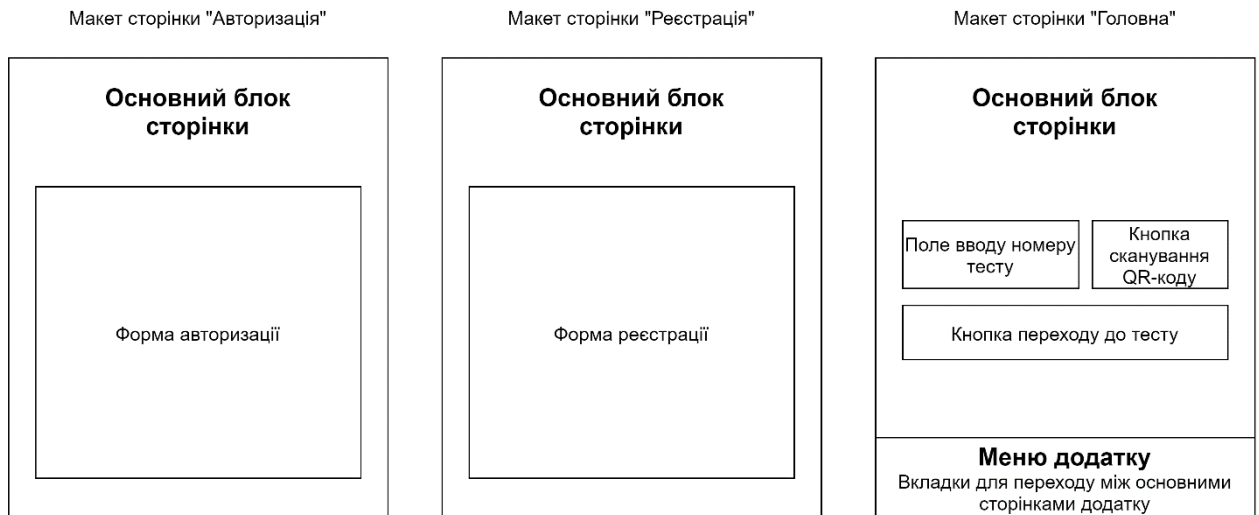 Макет сторінки "Авторизація"
Макет сторінки "Реєстрація"
Макет сторінки "Головна"
Основний блок
сторінки
Форма авторизації
Основний блок
сторінки
Форма реєстрації
Основний блок
сторінки
Поле вводу номеру
тесту
Кнопка
сканування
QR-коду
Кнопка переходу до тесту
Меню додатку
Вкладки для переходу між основними
сторінками додатку